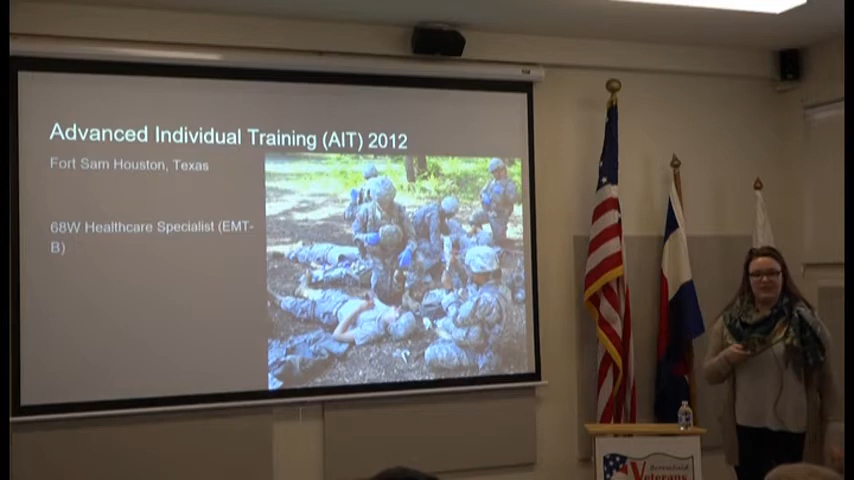 Advanced Individual Training (AIT) 2012
Fort Sam Houston, Texas
68W Healthcare Specialist (EMT-
B)
Veterans